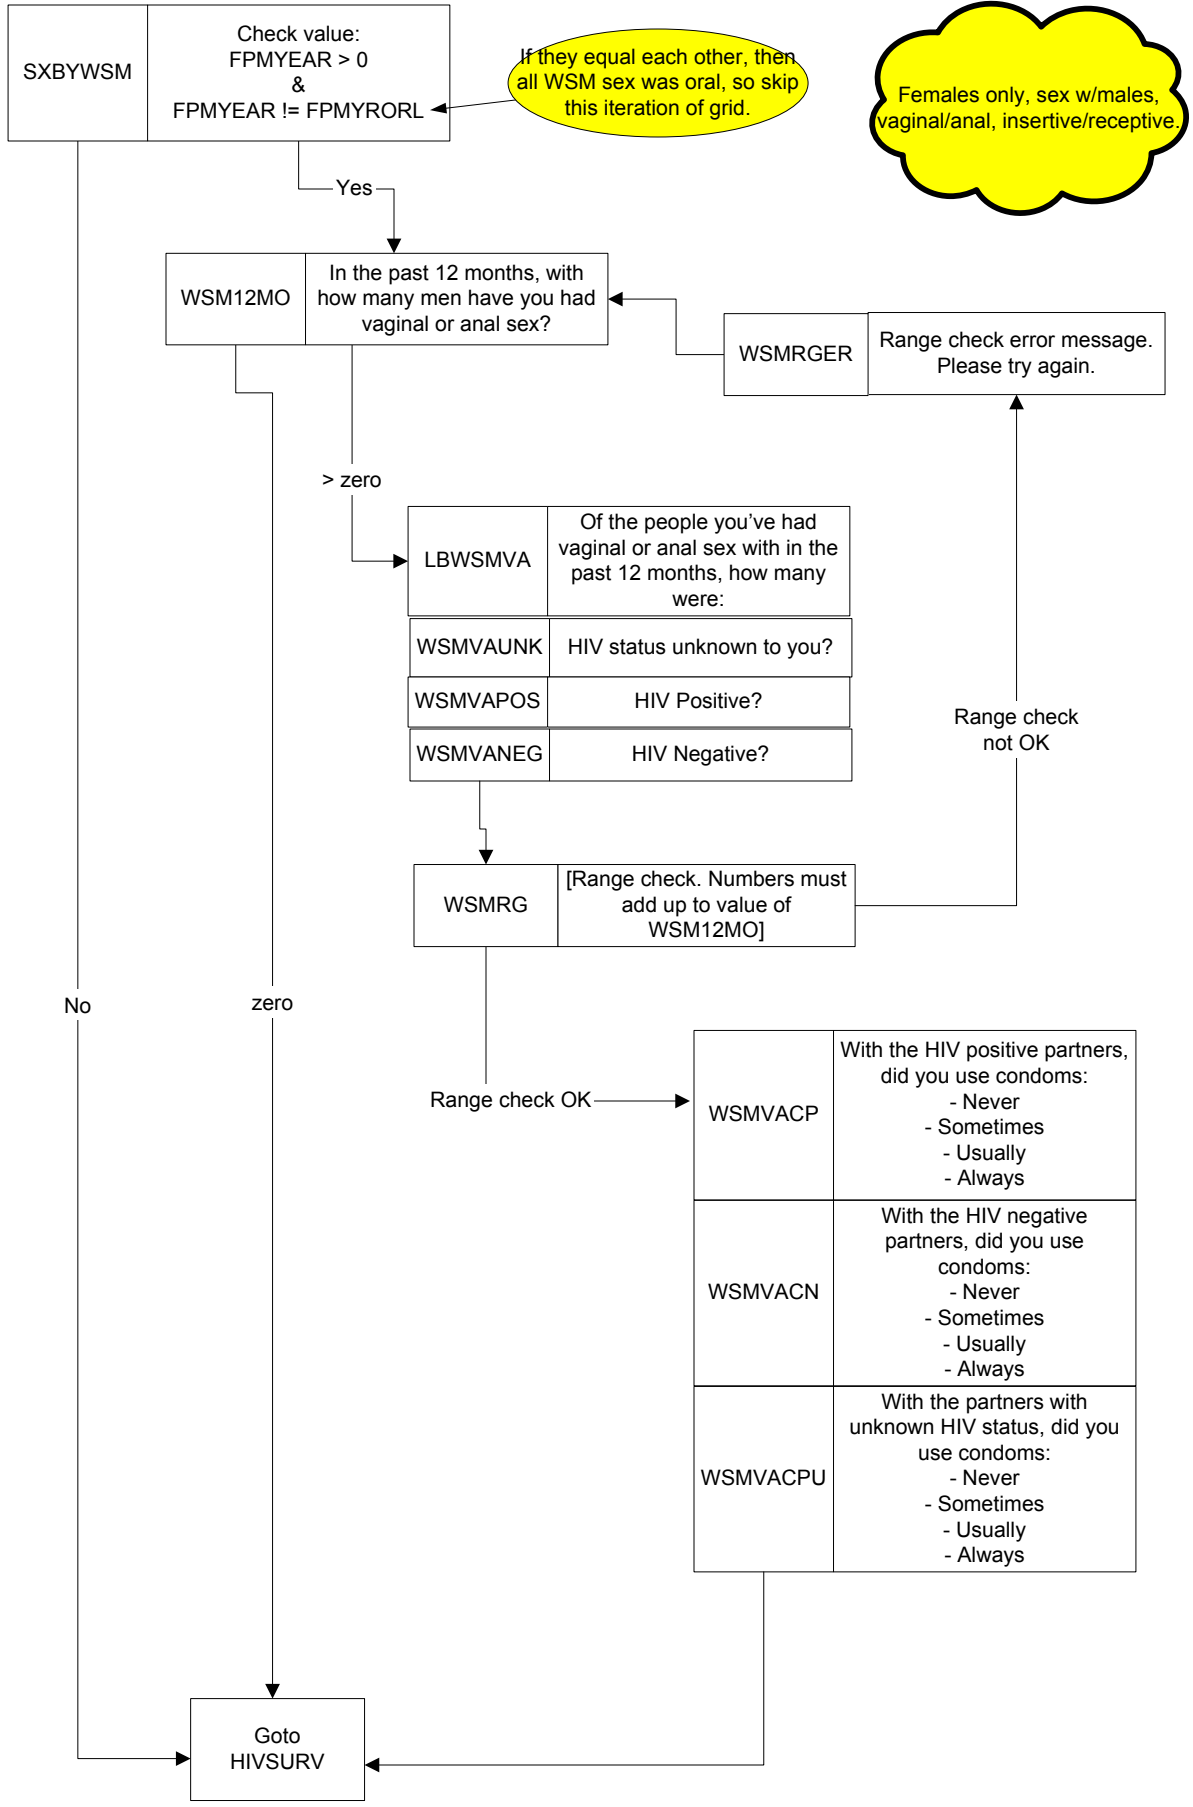 SXBYWSM
Check value:
FPMYEAR > 0
&
FPMYEAR != FPMYRORL
If they equal each other, then
all WSM sex was oral, so skip
this iteration of grid.
Females only, sex w/males,
vaginal/anal, insertive/receptive.
Yes
WSM12MO
In the past 12 months, with
how many men have you had
vaginal or anal sex?
WSMRGER
Range check error message.
Please try again.
> zero
LBWSMVA
Of the people you’ve had
vaginal or anal sex with in the
past 12 months, how many
were:
WSMVAUNK
HIV status unknown to you?
WSMVAPOS
HIV Positive?
WSMVANEG
HIV Negative?
Range check
not OK
WSMRG
[Range check. Numbers must
add up to value of
WSM12MO]
No
zero
Range check OK
WSMVACP
With the HIV positive partners,
did you use condoms:
- Never
- Sometimes
- Usually
- Always
WSMVACN
With the HIV negative
partners, did you use
condoms:
- Never
- Sometimes
- Usually
- Always
WSMVACPU
With the partners with
unknown HIV status, did you
use condoms:
- Never
- Sometimes
- Usually
- Always
Goto
HIVSURV